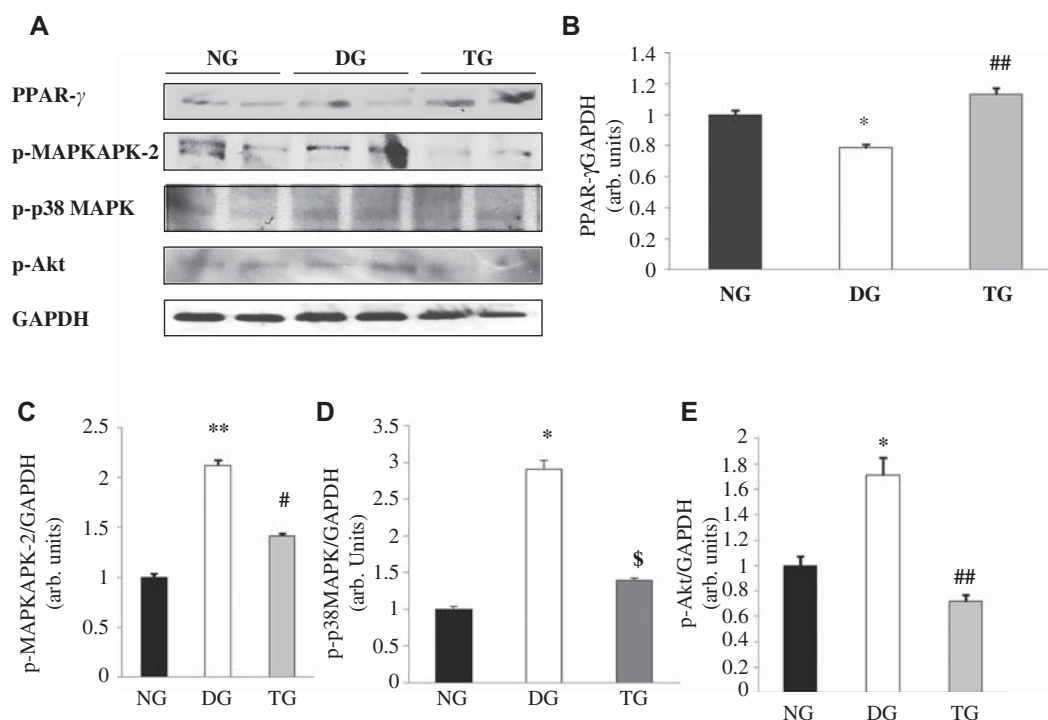 A
NG DG TG
PPAR-γ
p-MAPKAPK-2
p-p38 MAPK
p-Akt
GAPDH
B
PPAR-γGAPDH
(arb. units)
1.4
1.2
1
0.8
0.6
0.4
0.2
0
*
##
NG DG TG
C
p-MAPKAPK-2/GAPDH
(arb. units)
2.5
2
1.5
1
0.5
0
**
#
NG DG TG
D
p-p38MAPK/GAPDH
(arb. Units)
3.5
3
2.5
2
1.5
1
0.5
0
*
$
NG DG TG
E
p-Akt/GAPDH
(arb. units)
2
1.8
1.6
1.4
1.2
1
0.8
0.6
0.4
0.2
0
*
##
NG DG TG